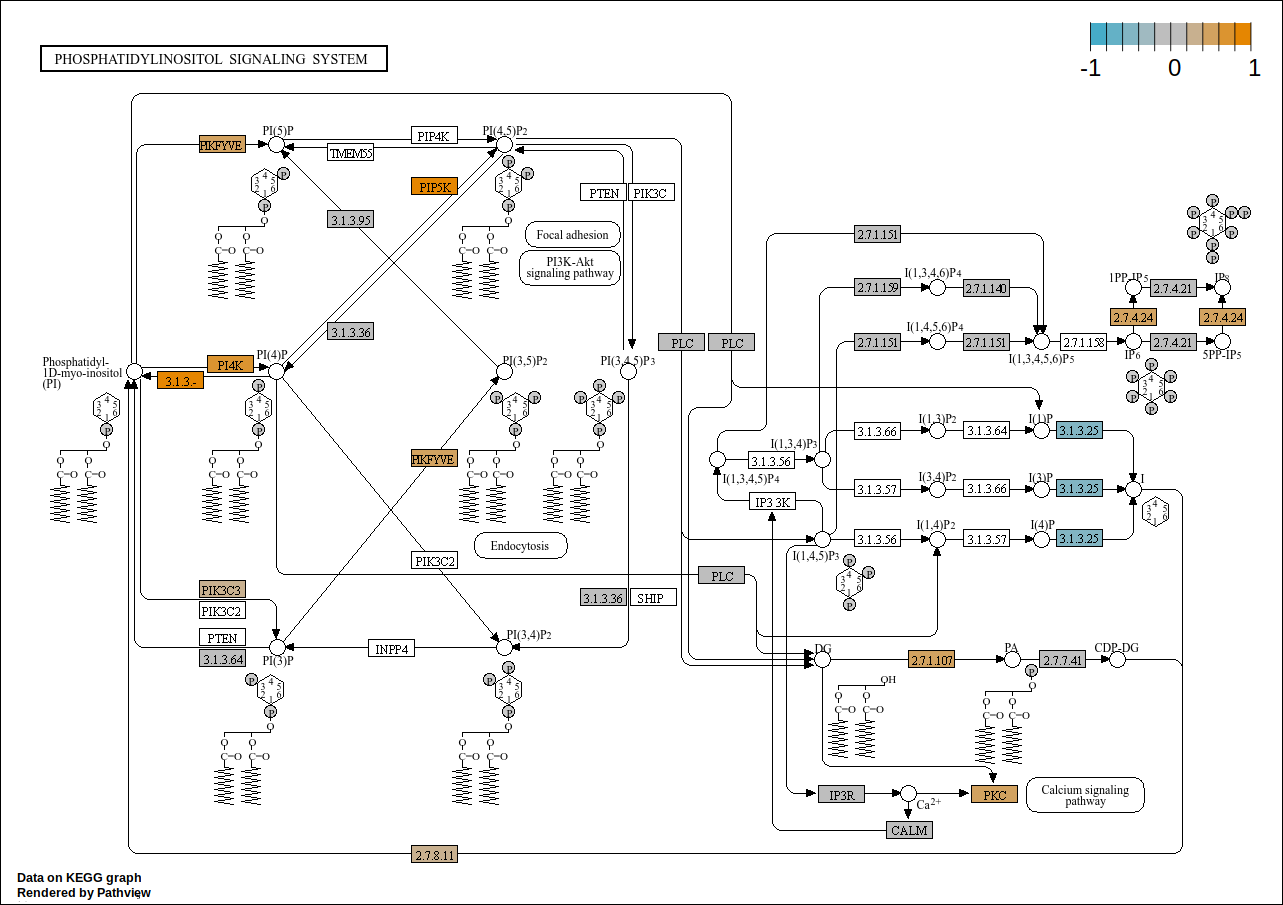 PHOSPHATIDYLINOSITOL SIGNALING SYSTEM
-1 0 1
PI(5)P
PIKFYVE
PIP4K
TMEM55
PI(4,5)P2
PIP5K
PTEN
PIK3C
3.1.3.95
Focal adhesion
PI3K-Akt
signaling pathway
3.1.3.36
Phosphatidyl-
1D-myo-inositol
(PI)
PI4K
3.1.3.-
PI(4)P
PI(3,5)P2
PI(3,4,5)P3
PLC
PLC
PIKFYVE
Endocytosis
PIK3C2
PLC
3.1.3.36
SHIP
PIK3C3
PIK3C2
PTEN
3.1.3.64
PI(3)P
INPP4
PI(3,4)P2
2.7.1.151
I(1,3,4,6)P4
2.7.1.159
2.7.1.140
I(1,4,5,6)P4
2.7.1.151
2.7.1.151
I(1,3,4,5,6)P5
2.7.1.158
1PP-IP5
2.7.4.21
IP8
2.7.4.24
2.7.4.24
IP6
2.7.4.21
5PP-IP5
I(1,3,4)P3
3.1.3.56
I(1,3,4,5)P4
IP3 3K
I(1,4,5)P3
3.1.3.66
I(1,3)P2
3.1.3.64
I(1)P
3.1.3.25
3.1.3.57
I(3,4)P2
3.1.3.66
I(3)P
3.1.3.25
I
3.1.3.56
I(1,4)P2
3.1.3.57
I(4)P
3.1.3.25
DG
2.7.1.107
PA
2.7.7.41
CDP-DG
OH
IP3R
Ca2+
PKC
Calcium signaling
pathway
CALM
2.7.8.11
Data on KEGG graph
Rendered by Pathview